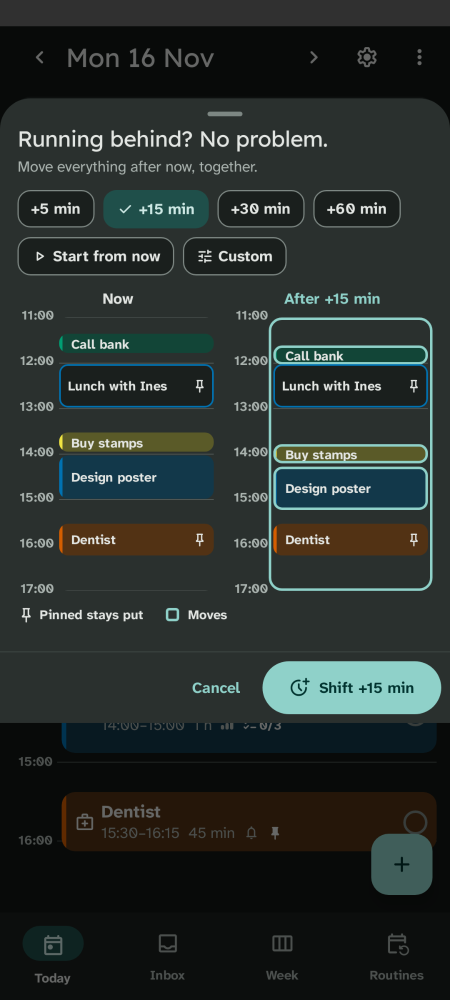 Mon 16 Nov
Running behind? No problem.
Move everything after now, together.
+5 min
+15 min
+30 min
+60 min
Start from now
Custom
Now
After +15 min
11:00
Call bank
12:00
Lunch with Ines
13:00
14:00
Buy stamps
Design poster
15:00
16:00
Dentist
17:00
11:00
Call bank
12:00
Lunch with Ines
13:00
14:00
Buy stamps
Design poster
15:00
16:00
Dentist
17:00
Pinned stays put
Moves
Cancel
Shift +15 min
14:00–15:00 1 h 0/3
15:00
Dentist
15:30–16:15 45 min
16:00
Today
Inbox
Week
Routines